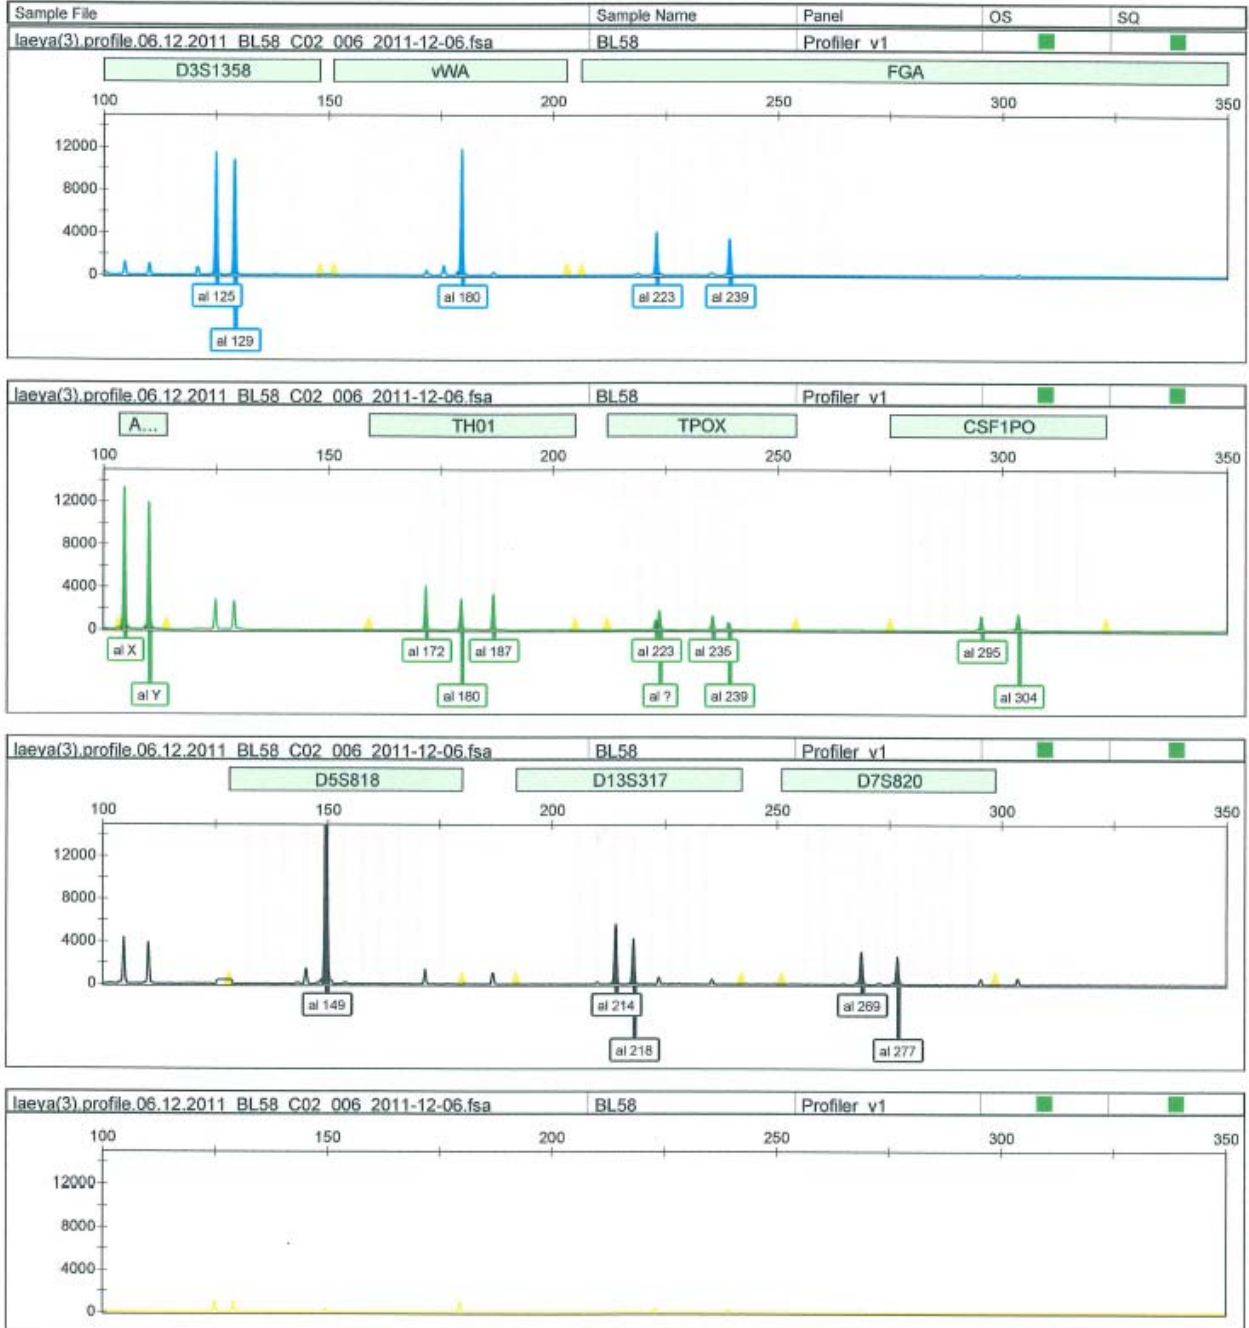 Sample File Sample Name Panel OS SQ
laeva(3).profile.06.12.2011 BL58 C02 006 2011-12-06.fsa BL58 Profiler v1
D3S1358 vWA FGA
100 150 200 250 300 350
12000
8000
4000
0
al 125 al 180 al 223 al 239
al 129
laeva(3).profile.06.12.2011 BL58 C02 006 2011-12-06.fsa BL58 Profiler v1
A... TH01 TPOX CSF1PO
100 150 200 250 300 350
12000
8000
4000
0
al X al 172 al 187 al 223 al 235 al 295
al Y al 180 al ? al 239 al 304
laeva(3).profile.06.12.2011 BL58 C02 006 2011-12-06.fsa BL58 Profiler v1
D5S818 D13S317 D7S820
100 150 200 250 300 350
12000
8000
4000
0
al 149 al 214 al 269
al 218 al 277
laeva(3).profile.06.12.2011 BL58 C02 006 2011-12-06.fsa BL58 Profiler v1
100 150 200 250 300 350
12000
8000
4000
0